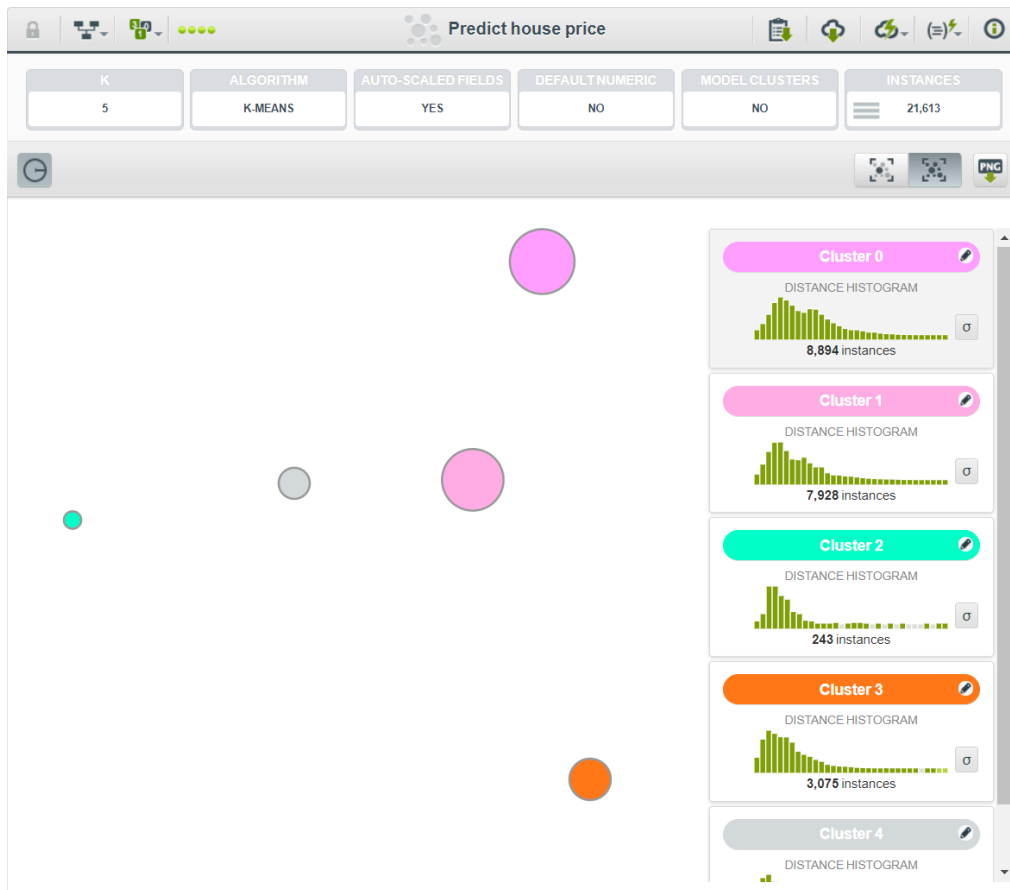 Predict house price
K
5
ALGORITHM
K-MEANS
AUTO-SCALED FIELDS
YES
DEFAULT NUMERIC
NO
MODEL CLUSTERS
NO
INSTANCES
21,613
PNG
Cluster 0
DISTANCE HISTOGRAM
σ
8,894 instances
Cluster 1
DISTANCE HISTOGRAM
σ
7,928 instances
Cluster 2
DISTANCE HISTOGRAM
σ
243 instances
Cluster 3
DISTANCE HISTOGRAM
σ
3,075 instances
Cluster 4
DISTANCE HISTOGRAM